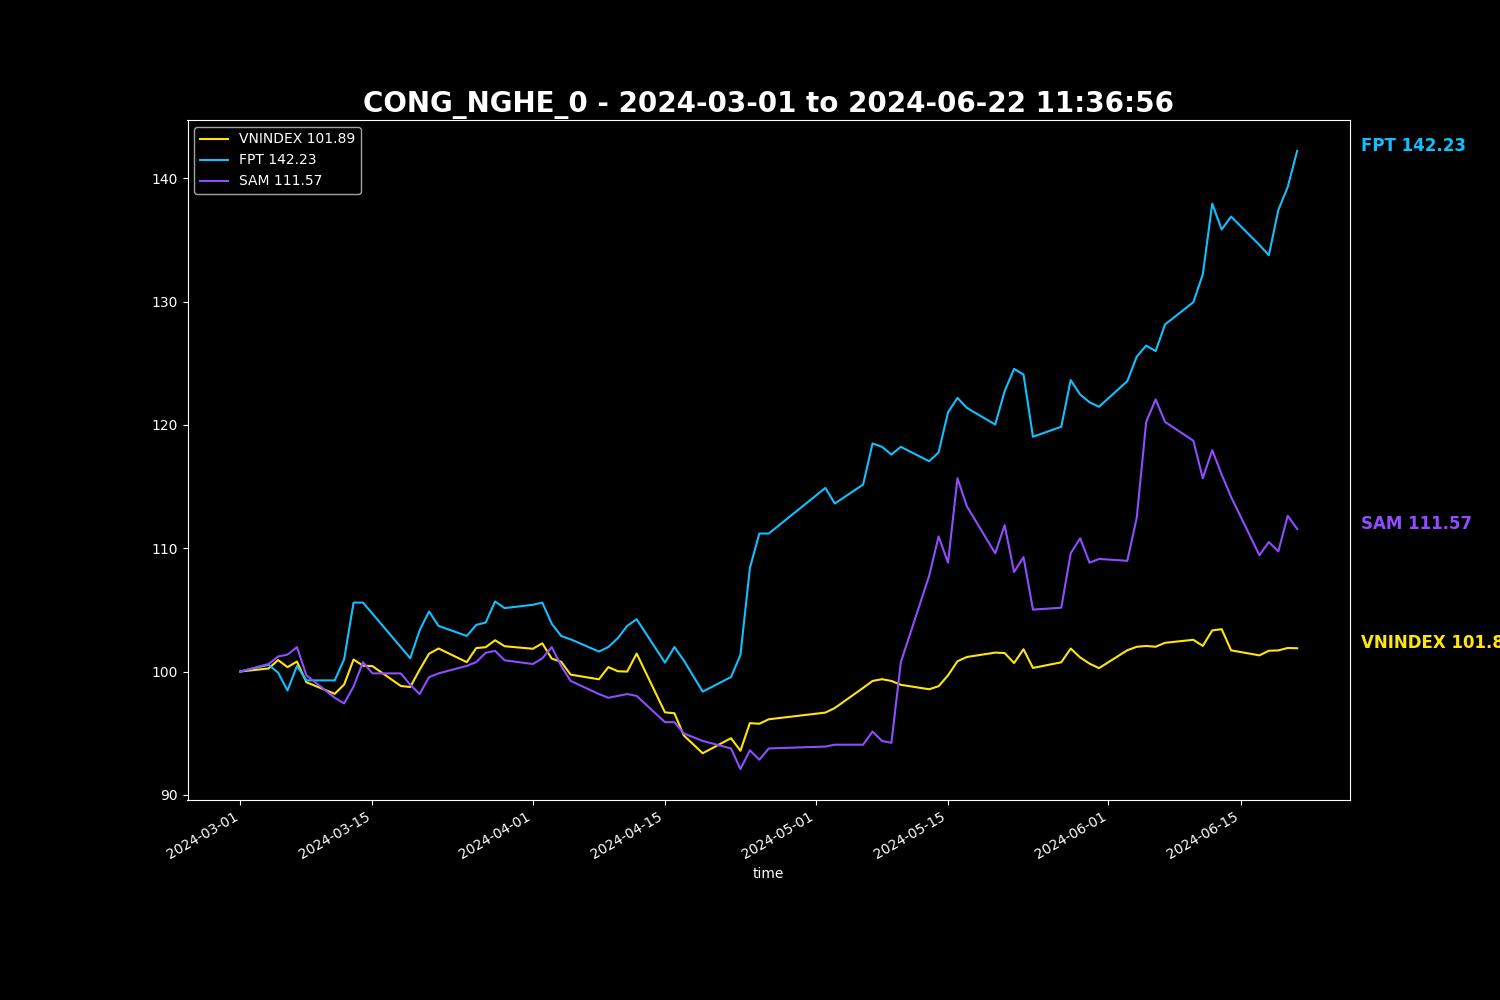 CONG_NGHE_0 - 2024-03-01 to 2024-06-22 11:36:56
VNINDEX 101.89
FPT 142.23
SAM 111.57
FPT 142.23
SAM 111.57
VNINDEX 101.8
140
130
120
110
100
90
2024-03-01
2024-03-15
2024-04-01
2024-04-15
2024-05-01
2024-05-15
2024-06-01
2024-06-15
time